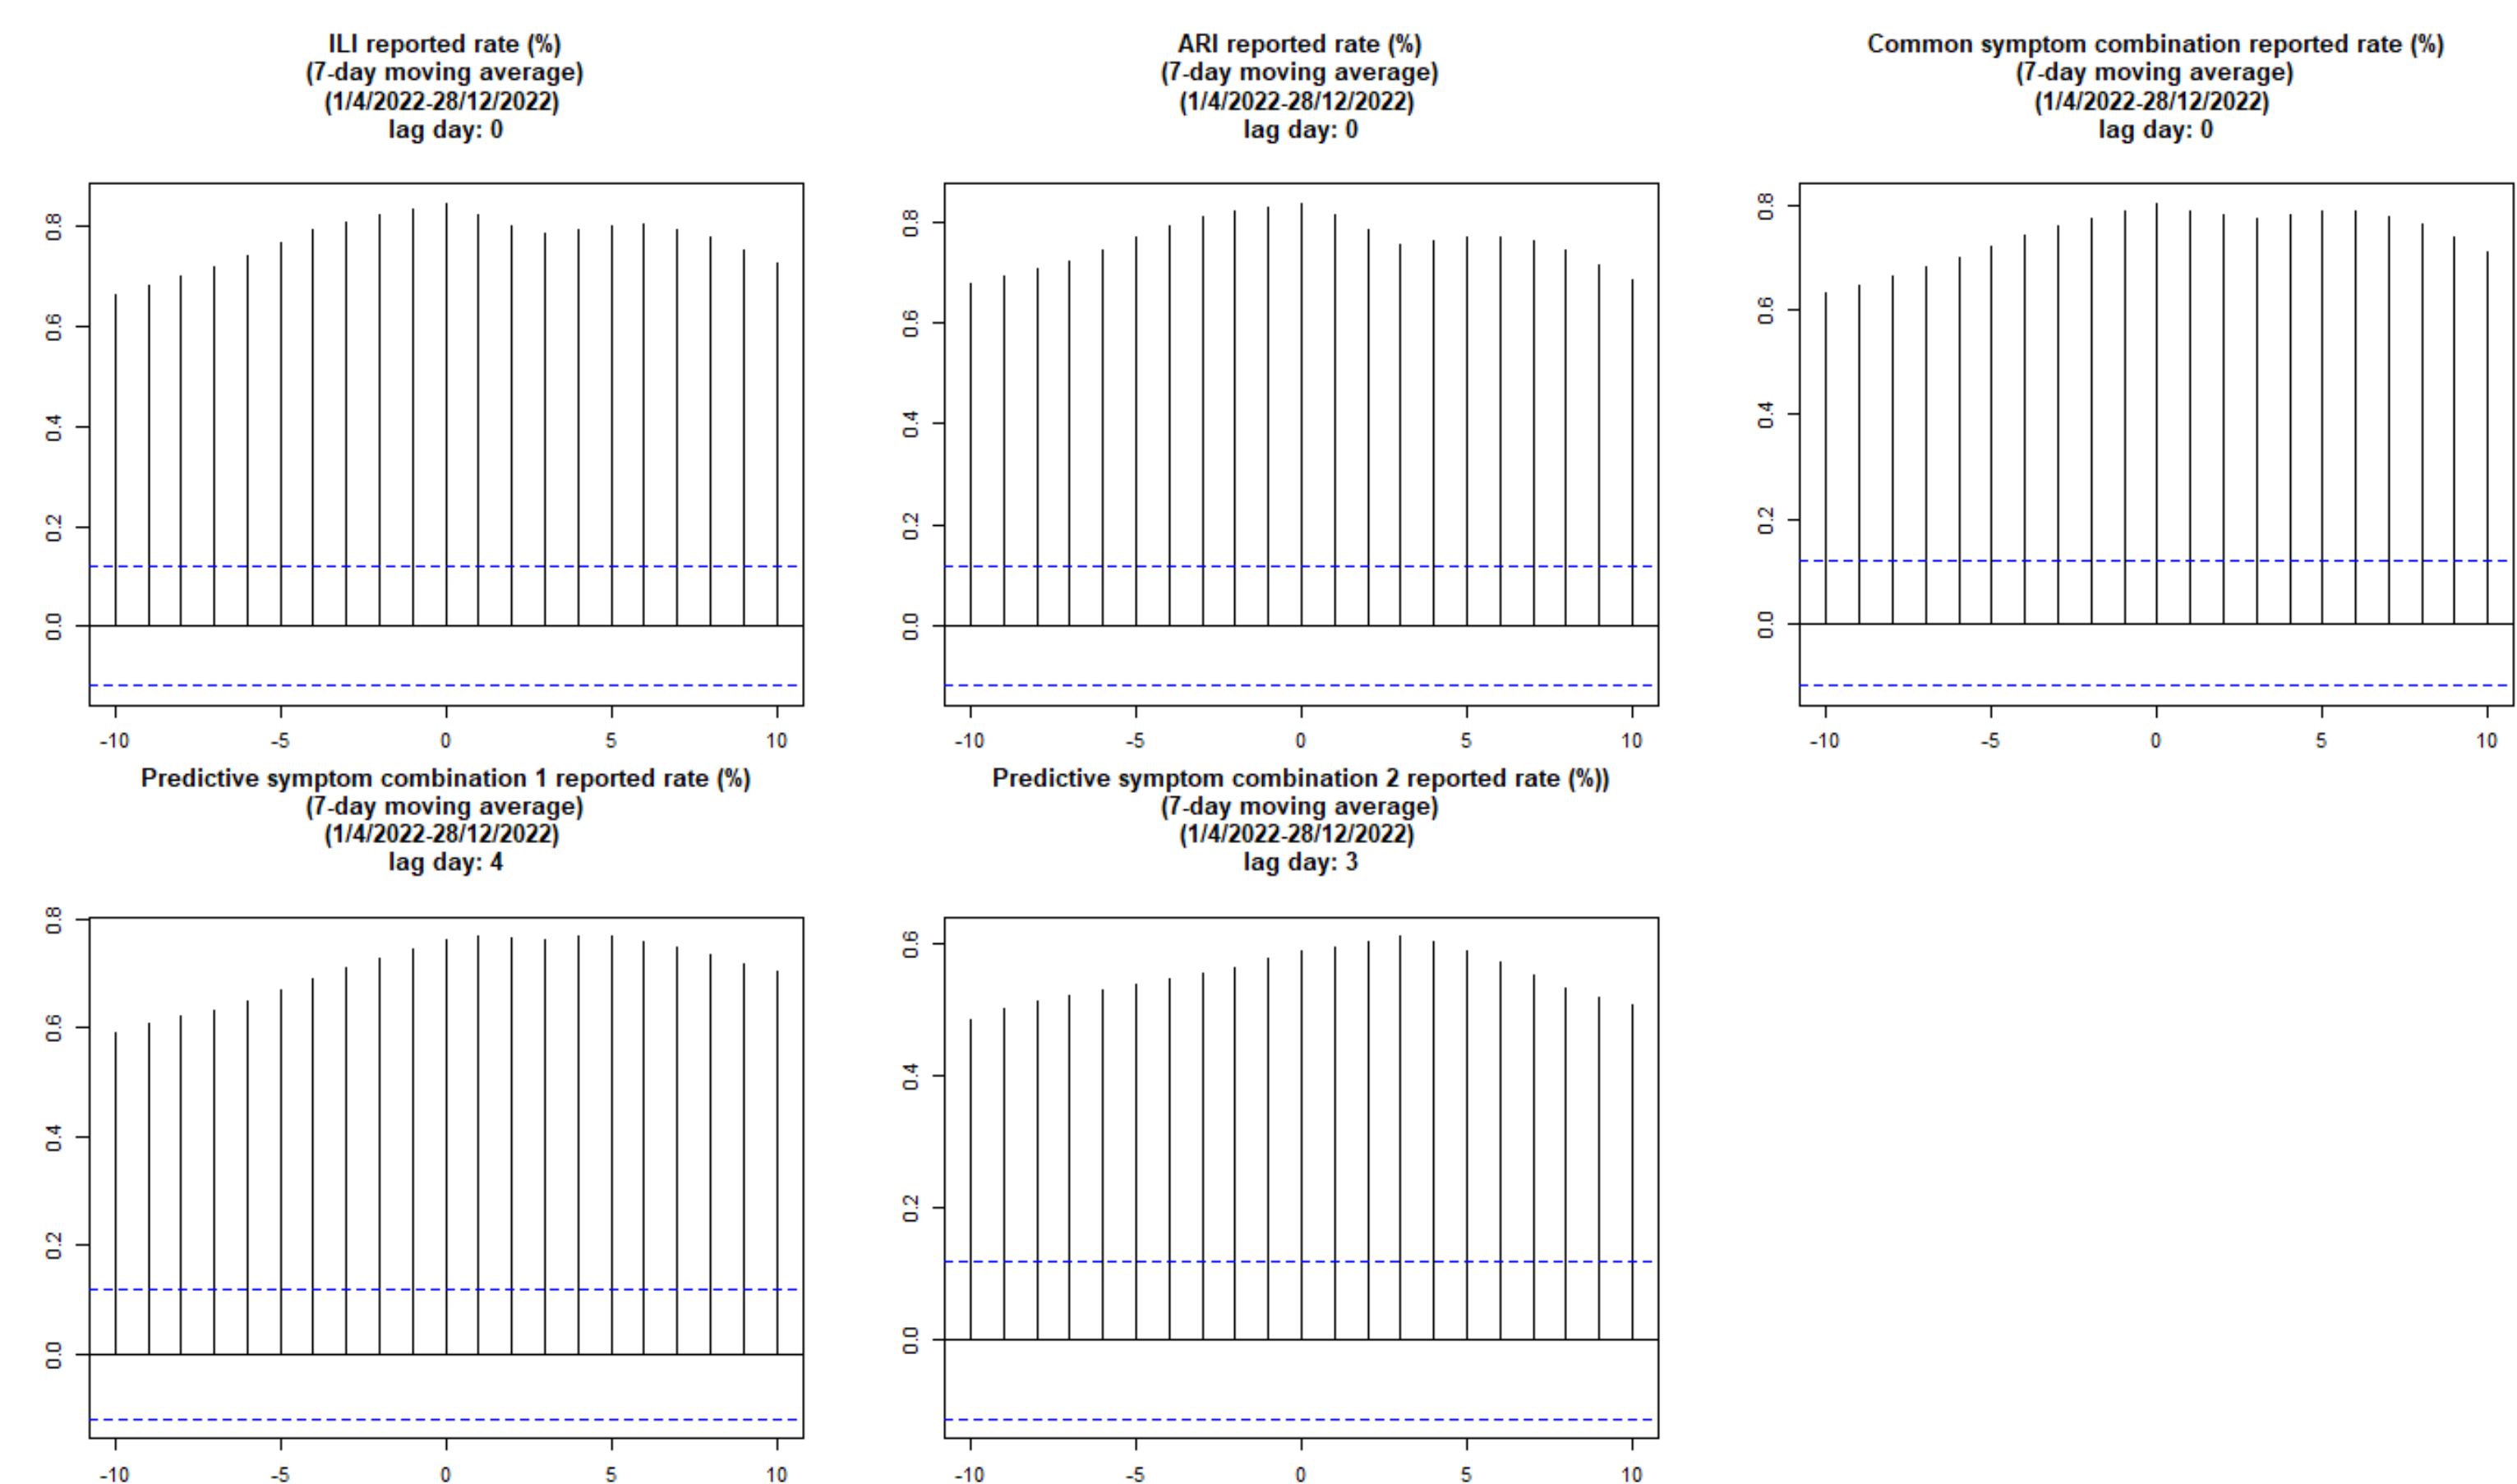 ILI reported rate (%)
(7-day moving average)
(1/4/2022-28/12/2022)
lag day: 0
0.8
0.6
0.4
0.2
0.0
-10 -5 0 5 10
ARI reported rate (%)
(7-day moving average)
(1/4/2022-28/12/2022)
lag day: 0
0.8
0.6
0.4
0.2
0.0
-10 -5 0 5 10
Common symptom combination reported rate (%)
(7-day moving average)
(1/4/2022-28/12/2022)
lag day: 0
0.8
0.6
0.4
0.2
0.0
-10 -5 0 5 10
Predictive symptom combination 1 reported rate (%)
(7-day moving average)
(1/4/2022-28/12/2022)
lag day: 4
0.8
0.6
0.4
0.2
0.0
-10 -5 0 5 10
Predictive symptom combination 2 reported rate (%))
(7-day moving average)
(1/4/2022-28/12/2022)
lag day: 3
0.6
0.4
0.2
0.0
-10 -5 0 5 10